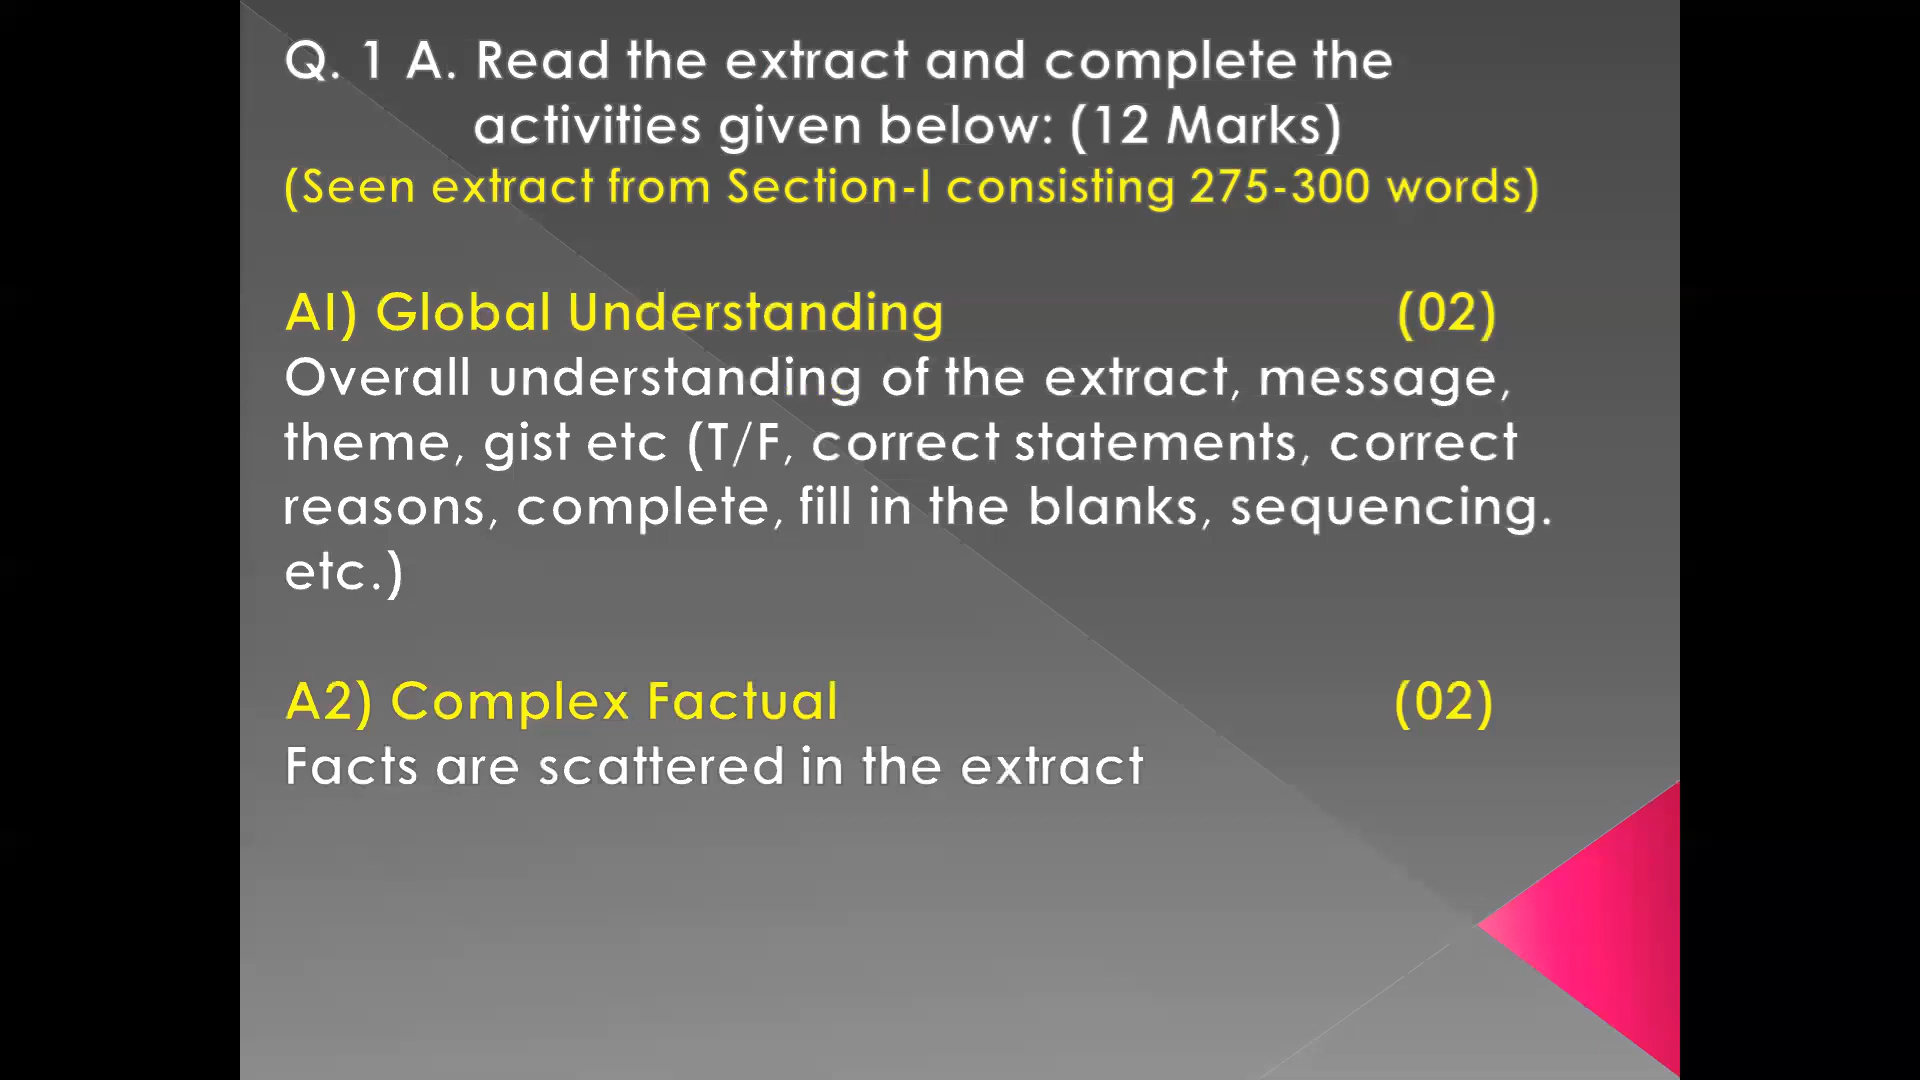 Q. 1 A. Read the extract and complete the
activities given below: (12 Marks)
(Seen extract from Section-I consisting 275-300 words)
AI) Global Understanding (02)
Overall understanding of the extract, message,
theme, gist etc (T/F, correct statements, correct
reasons, complete, fill in the blanks, sequencing.
etc.)
A2) Complex Factual (02)
Facts are scattered in the extract